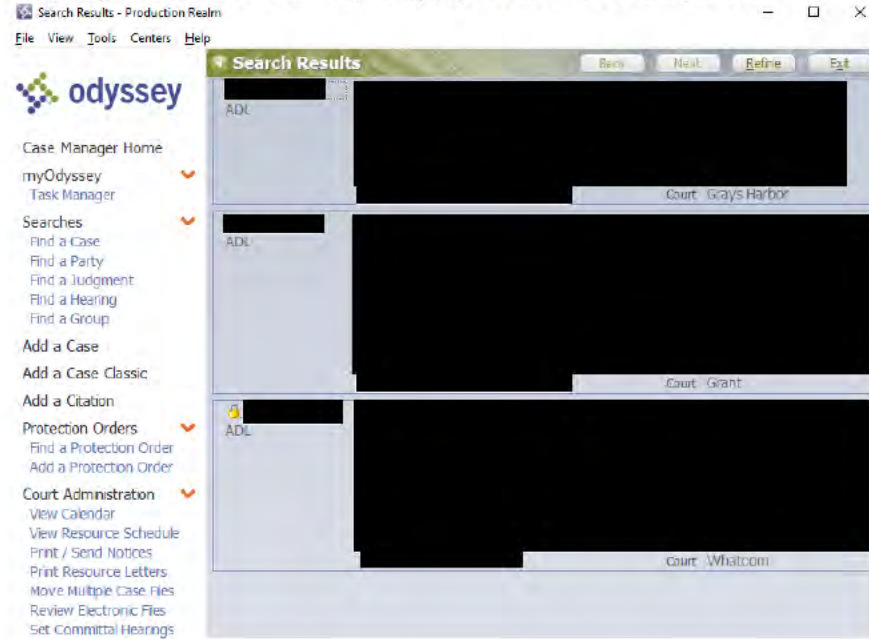 Search Results - Production Realm
File View Tools Centers Help
odyssey
Case Manager Home
myOdyssey
Task Manager
Searches
Find a Case
Find a Party
Find a Judgment
Find a Hearing
Find a Group
Add a Case
Add a Case Classic
Add a Citation
Protection Orders
Find a Protection Order
Add a Protection Order
Court Administration
View Calendar
View Resource Schedule
Print / Send Notices
Print Resource Letters
Move Multiple Case Files
Review Electronic Files
Set Committal Hearings
Search Results
Back Next Refine Exit
ADL
Court Grays Harbor
ADL
Court Grant
ADL
Court Whatcom